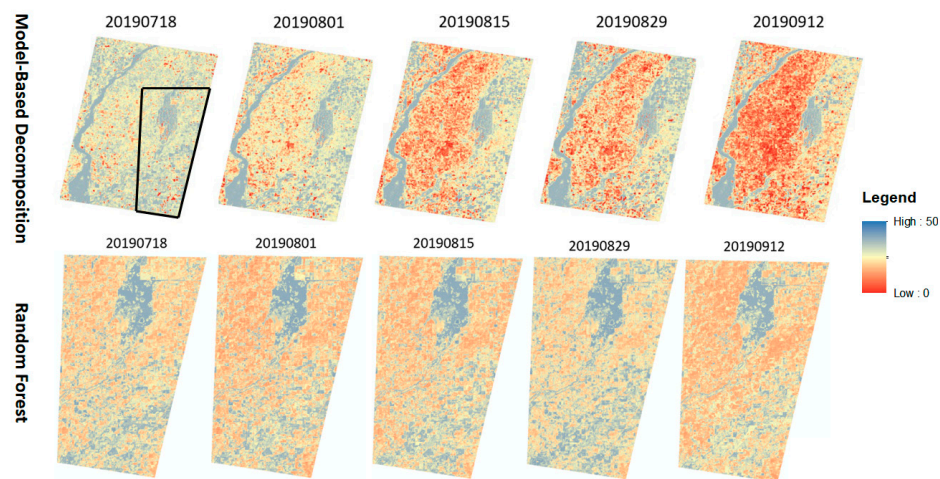 Model-Based Decomposition
20190718
20190801
20190815
20190829
20190912
Legend
High : 50
Low : 0
Random Forest
20190718
20190801
20190815
20190829
20190912